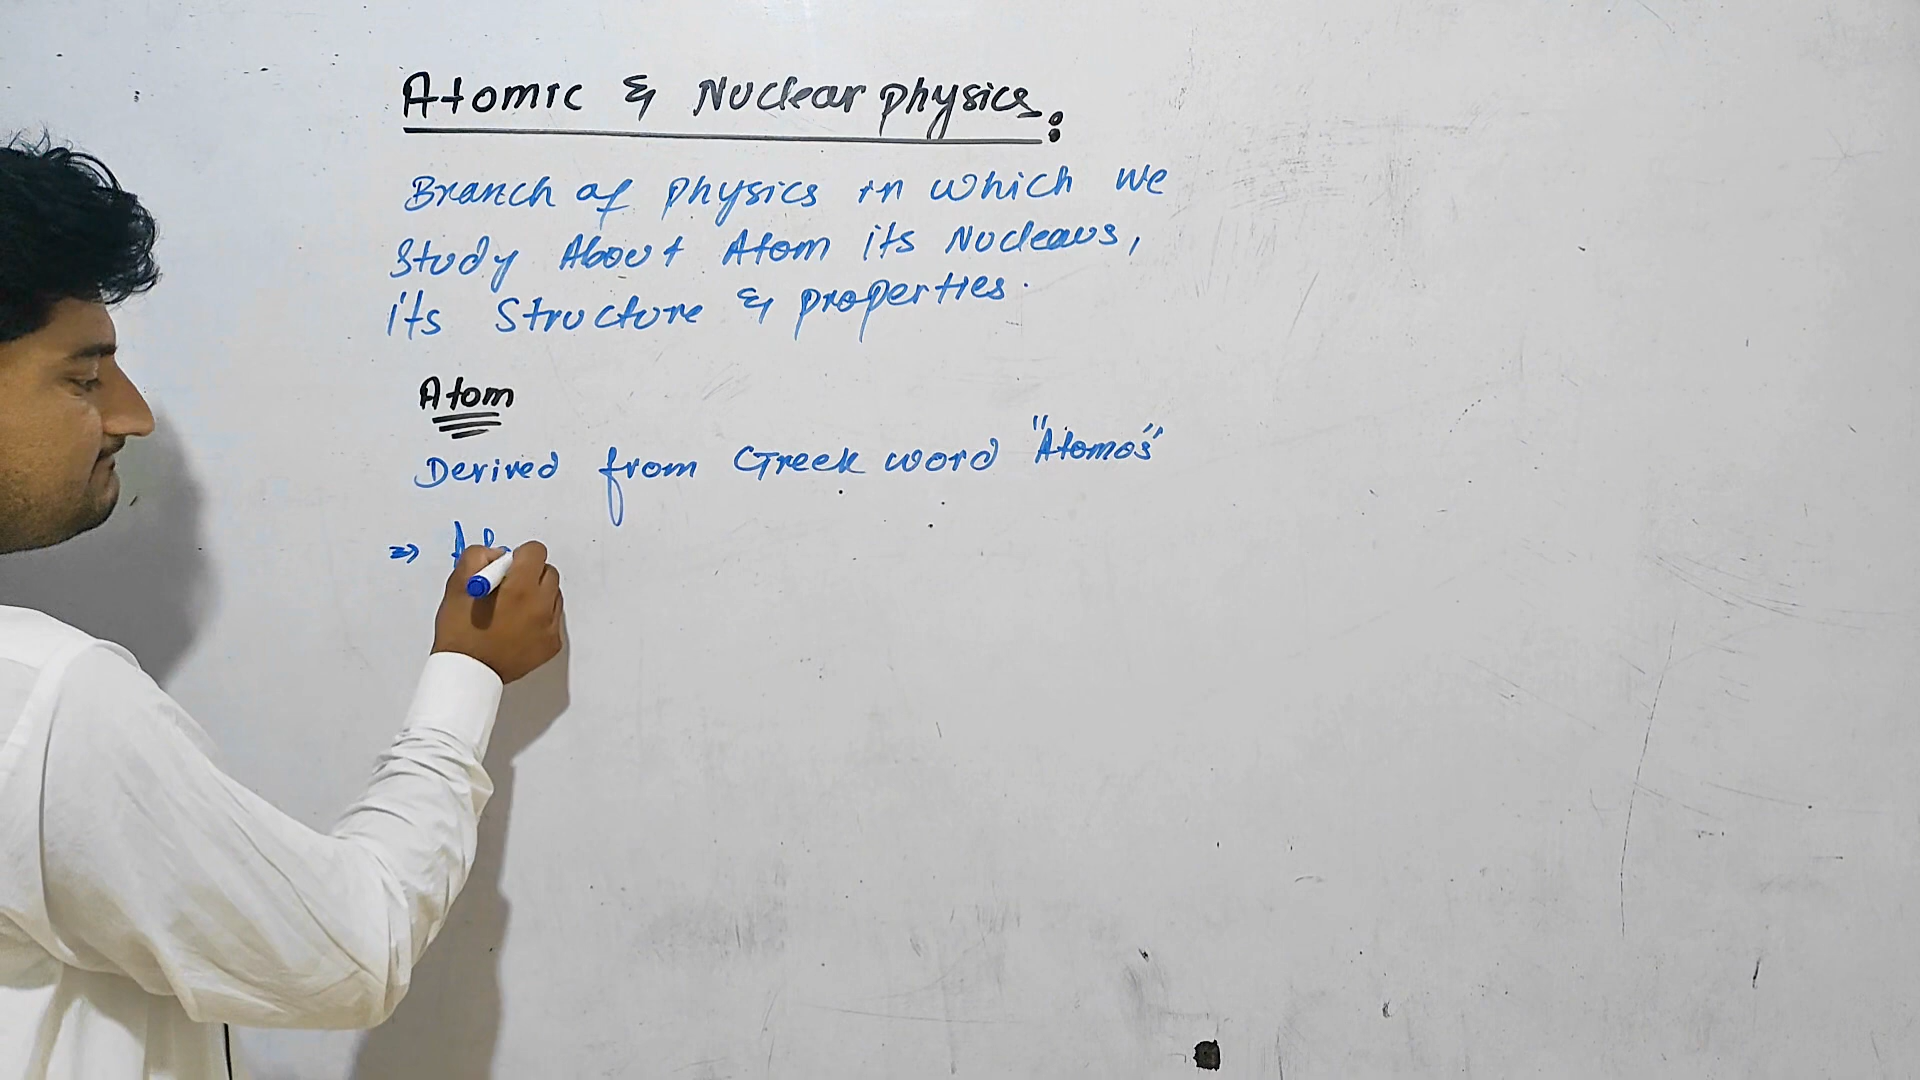 Atomic & Nuclear physics:
Branch of physics in which we
Study About Atom its Nucleaus,
its Structure & properties.
Atom
Derived from Greek word "Atomos"
⇒